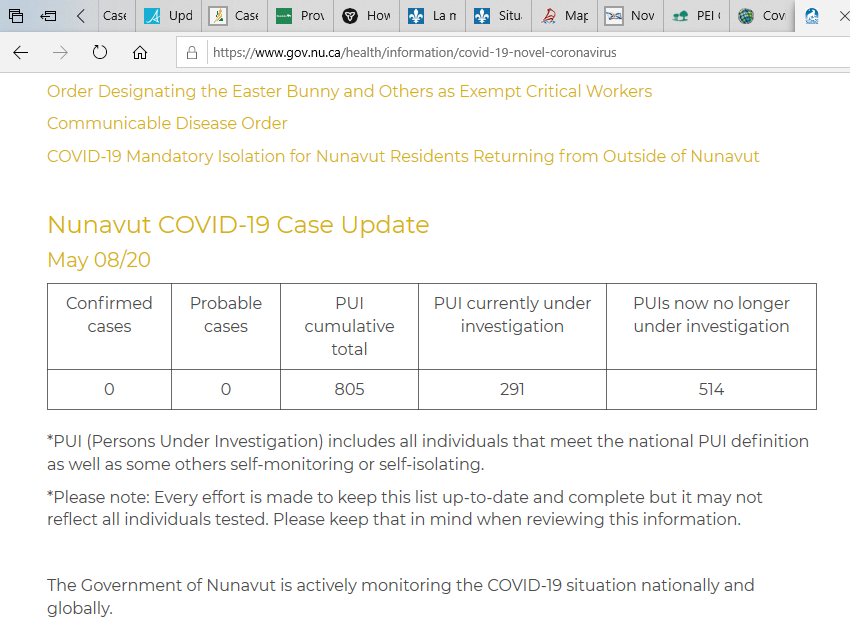 Case
Upd
Case
Prov
How
La m
Situ
Map
Nov
PEI
Cov
https://www.gov.nu.ca/health/information/covid-19-novel-coronavirus
Order Designating the Easter Bunny and Others as Exempt Critical Workers
Communicable Disease Order
COVID-19 Mandatory Isolation for Nunavut Residents Returning from Outside of Nunavut
Nunavut COVID-19 Case Update
May 08/20
Confirmed cases
Probable cases
PUI cumulative total
PUI currently under investigation
PUIs now no longer under investigation
0
0
805
291
514
*PUI (Persons Under Investigation) includes all individuals that meet the national PUI definition
as well as some others self-monitoring or self-isolating.
*Please note: Every effort is made to keep this list up-to-date and complete but it may not
reflect all individuals tested. Please keep that in mind when reviewing this information.
The Government of Nunavut is actively monitoring the COVID-19 situation nationally and
globally.